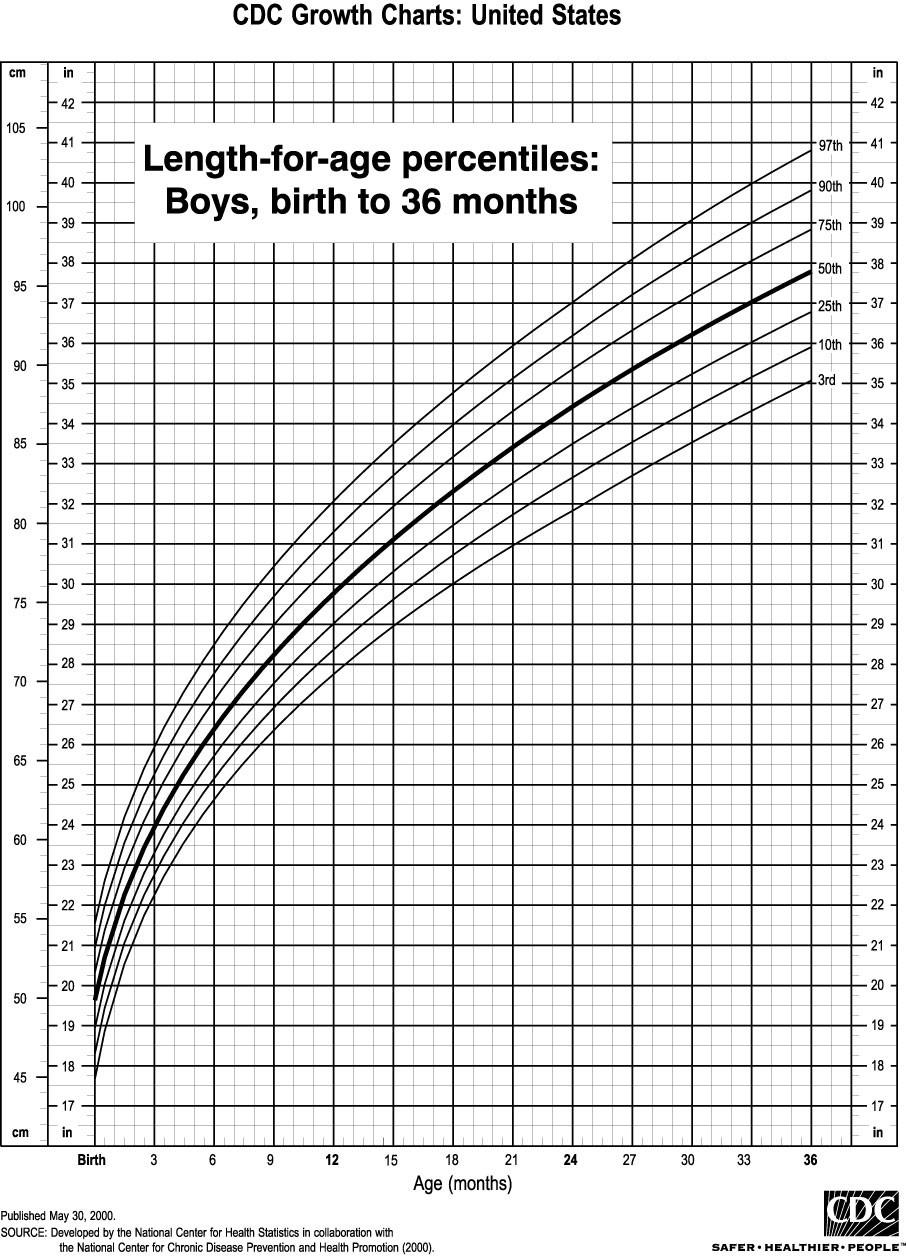 CDC Growth Charts: United States
cm in in
42 42
105
41 41
97th
Length-for-age percentiles:
Boys, birth to 36 months
40 40
90th
100
39 39
75th
38 38
50th
95
37 37
25th
36 36
10th
90
35 35
3rd
34 34
85
33 33
32 32
80
31 31
30 30
75
29 29
28 28
70
27 27
26 26
65
25 25
24 24
60
23 23
22 22
55
21 21
20 20
50
19 19
18 18
45
17 17
cm in in
Birth 3 6 9 12 15 18 21 24 27 30 33 36
Age (months)
Published May 30, 2000.
SOURCE: Developed by the National Center for Health Statistics in collaboration with
the National Center for Chronic Disease Prevention and Health Promotion (2000).
CDC
SAFER • HEALTHIER • PEOPLE™